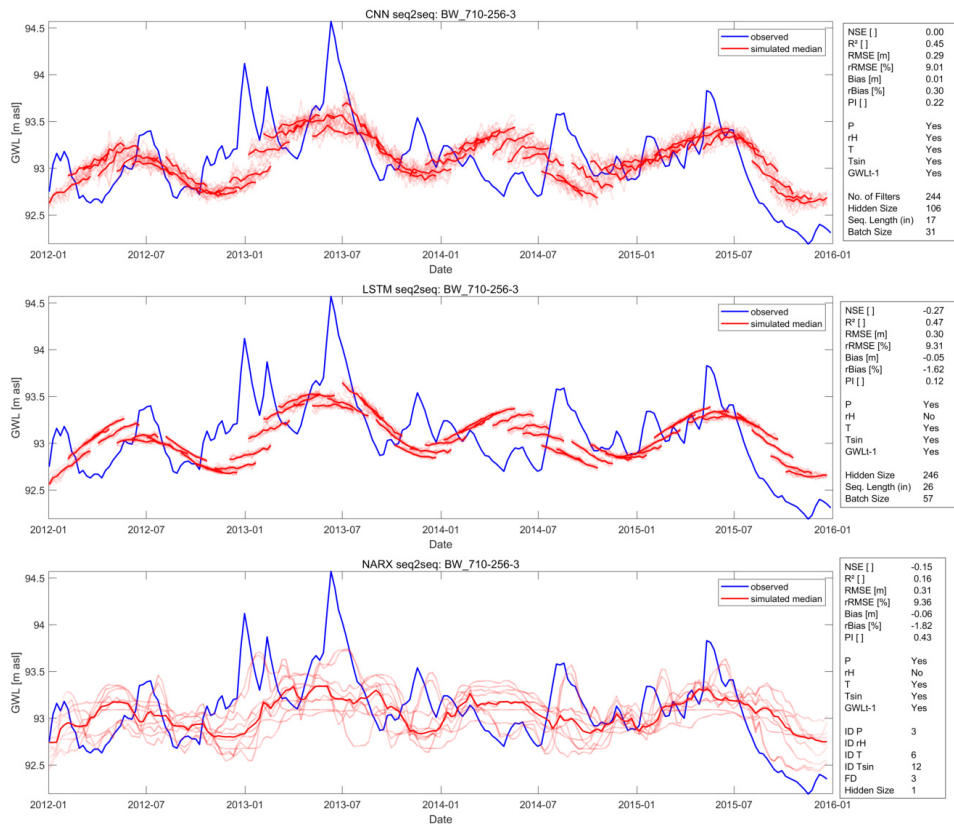 CNN seq2seq: BW_710-256-3
94.5
94
93.5
93
92.5
GWL [m asl]
observed
simulated median
2012-01 2012-07 2013-01 2013-07 2014-01 2014-07 2015-01 2015-07 2016-01
Date
NSE [ ] 0.00
R² [ ] 0.45
RMSE [m] 0.29
rRMSE [%] 9.01
Bias [m] 0.01
rBias [%] 0.30
PI [ ] 0.22
P Yes
rH Yes
T Yes
Tsin Yes
GWLt-1 Yes
No. of Filters 244
Hidden Size 106
Seq. Length (in) 17
Batch Size 31
LSTM seq2seq: BW_710-256-3
94.5
94
93.5
93
92.5
GWL [m asl]
observed
simulated median
2012-01 2012-07 2013-01 2013-07 2014-01 2014-07 2015-01 2015-07 2016-01
Date
NSE [ ] -0.27
R² [ ] 0.47
RMSE [m] 0.30
rRMSE [%] 9.31
Bias [m] -0.05
rBias [%] -1.62
PI [ ] 0.12
P Yes
rH No
T Yes
Tsin Yes
GWLt-1 Yes
Hidden Size 246
Seq. Length (in) 26
Batch Size 57
NARX seq2seq: BW_710-256-3
94.5
94
93.5
93
92.5
GWL [m asl]
observed
simulated median
2012-01 2012-07 2013-01 2013-07 2014-01 2014-07 2015-01 2015-07 2016-01
Date
NSE [ ] -0.15
R² [ ] 0.16
RMSE [m] 0.31
rRMSE [%] 9.36
Bias [m] -0.06
rBias [%] -1.82
PI [ ] 0.43
P Yes
rH No
T Yes
Tsin Yes
GWLt-1 Yes
ID P 3
ID rH
ID T 6
ID Tsin 12
FD 3
Hidden Size 1